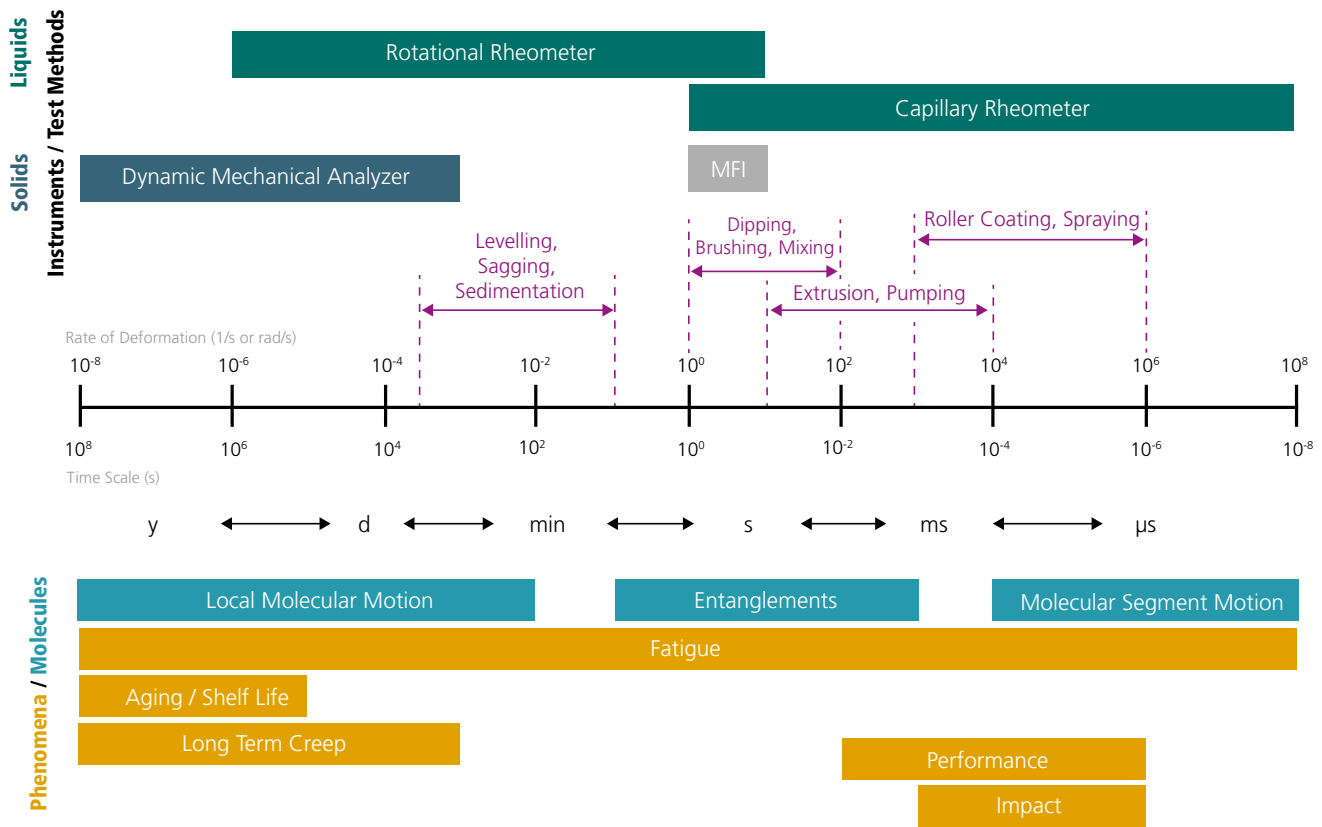 Liquids
Solids
Instruments / Test Methods
Rotational Rheometer
Capillary Rheometer
MFI
Dynamic Mechanical Analyzer
Levelling,
Sagging,
Sedimentation
Dipping,
Brushing, Mixing
Roller Coating, Spraying
Extrusion, Pumping
Rate of Deformation (1/s or rad/s)
10⁻⁸ 10⁻⁶ 10⁻⁴ 10⁻² 10⁰ 10² 10⁴ 10⁶ 10⁸
10⁸ 10⁶ 10⁴ 10² 10⁰ 10⁻² 10⁻⁴ 10⁻⁶ 10⁻⁸
Time Scale (s)
y d min s ms µs
Phenomena / Molecules
Local Molecular Motion
Entanglements
Molecular Segment Motion
Fatigue
Aging / Shelf Life
Long Term Creep
Performance
Impact